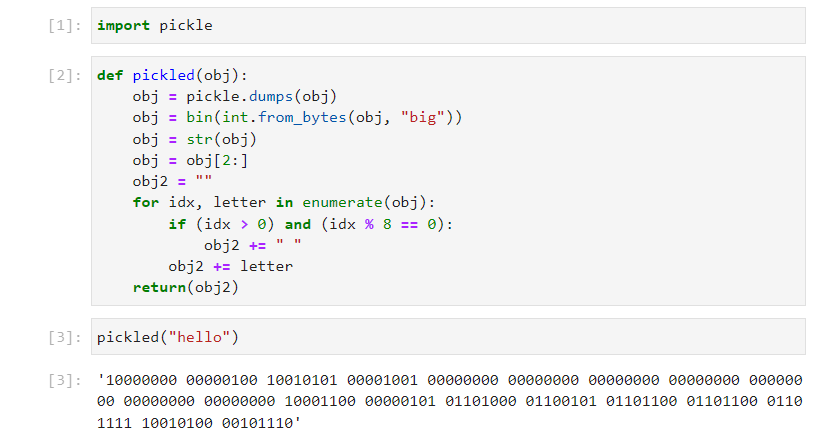 [1]: import pickle
[2]: def pickled(obj):
    obj = pickle.dumps(obj)
    obj = bin(int.from_bytes(obj, "big"))
    obj = str(obj)
    obj = obj[2:]
    obj2 = ""
    for idx, letter in enumerate(obj):
        if (idx > 0) and (idx % 8 == 0):
            obj2 += " "
        obj2 += letter
    return(obj2)
[3]: pickled("hello")
[3]: '10000000 00000100 10010101 00001001 00000000 00000000 00000000 00000000 000000
00 00000000 00000000 10001100 00000101 01101000 01100101 01101100 01101100 0110
1111 10010100 00101110'